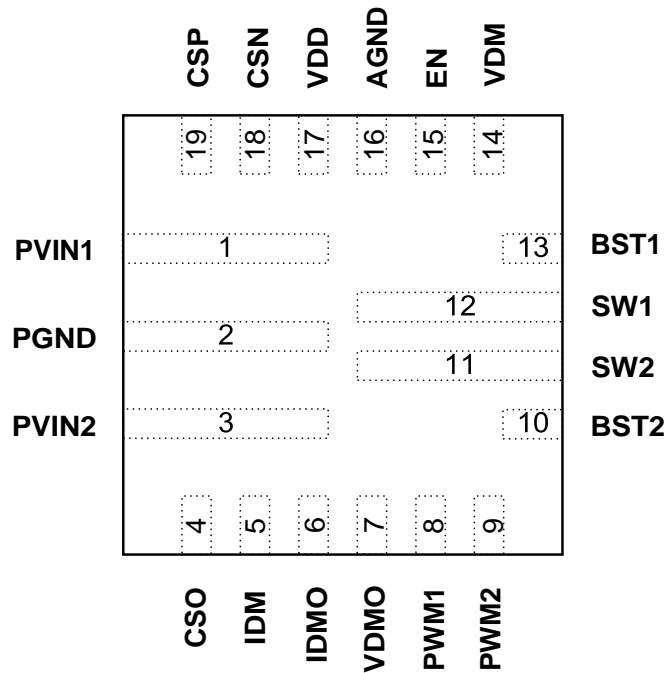 CSP CSN VDD AGND EN VDM
19 18 17 16 15 14
PVIN1 1 13 BST1
12 SW1
PGND 2
11 SW2
PVIN2 3 10 BST2
4 5 6 7 8 9
CSO IDM IDMO VDMO PWM1 PWM2